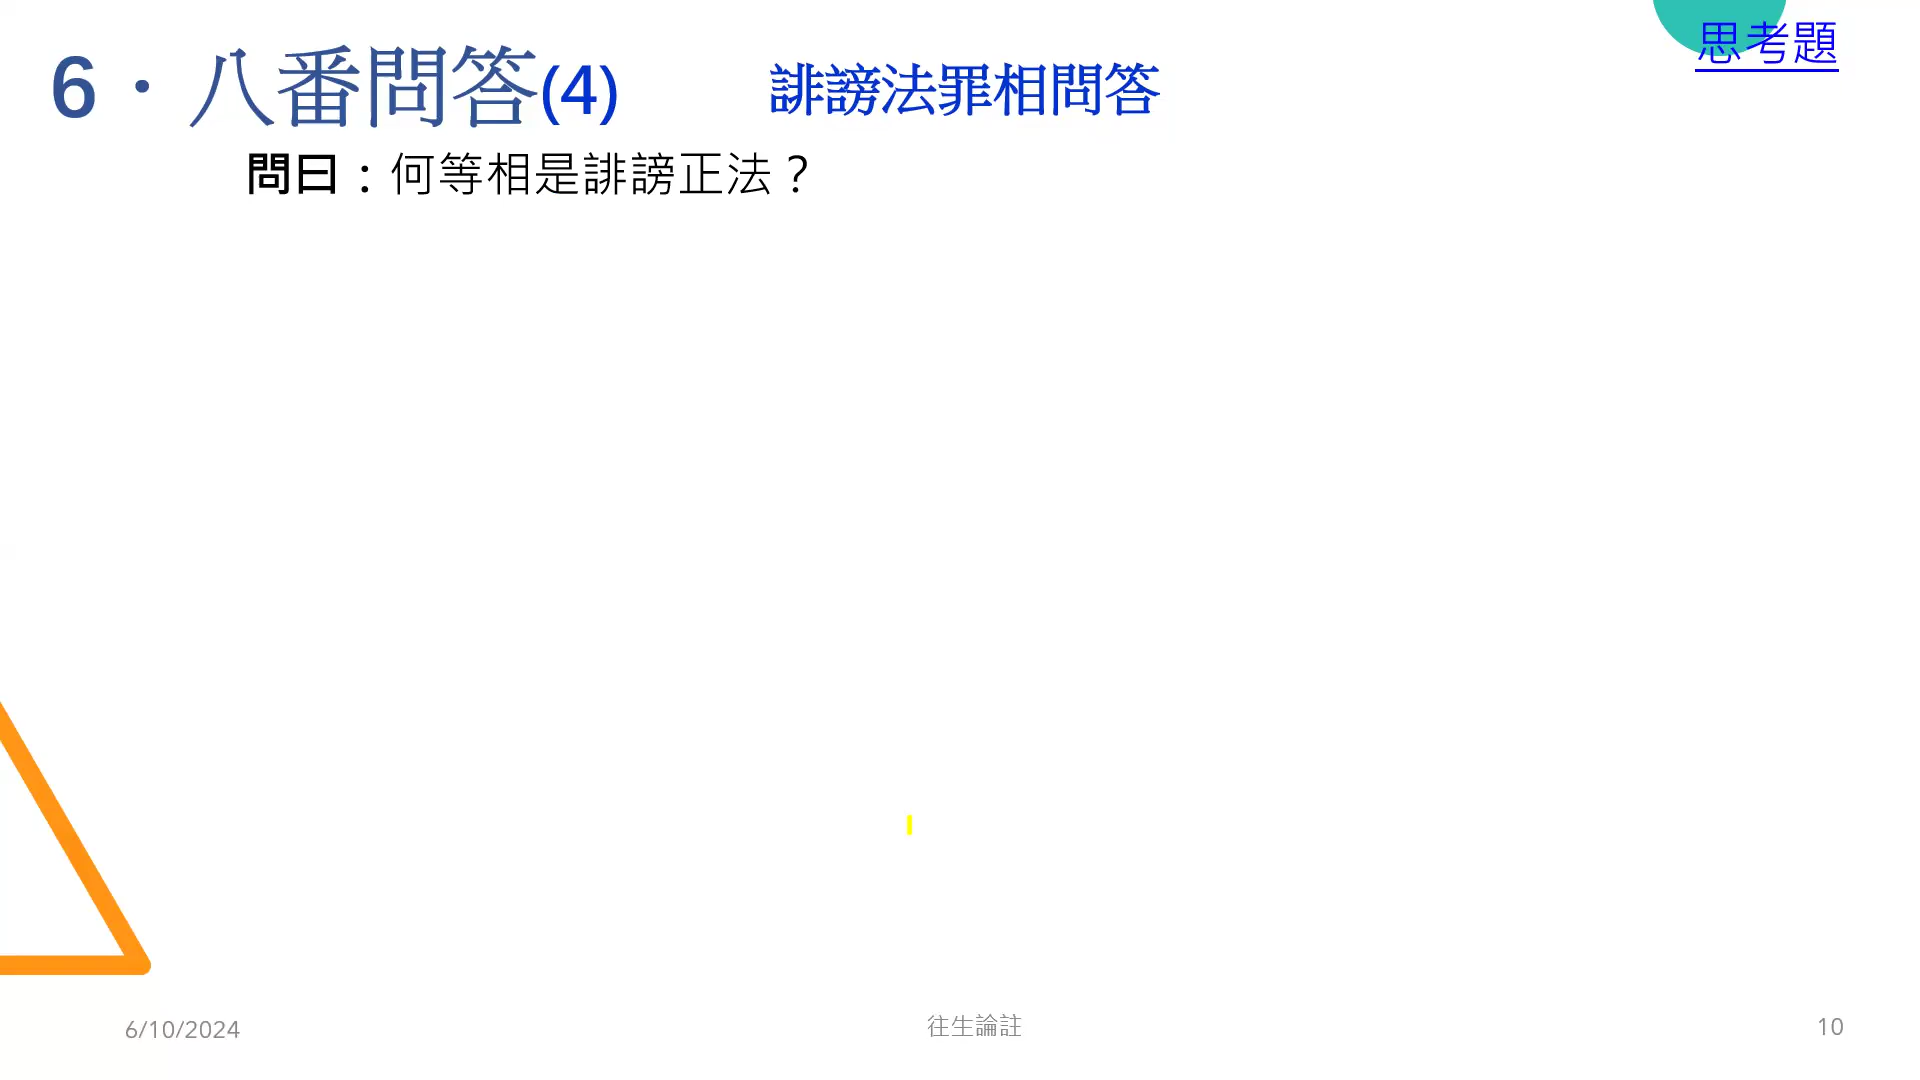 思考題
6．八番問答(4) 誹謗法罪相問答
問曰：何等相是誹謗正法？
6/10/2024 往生論註 10